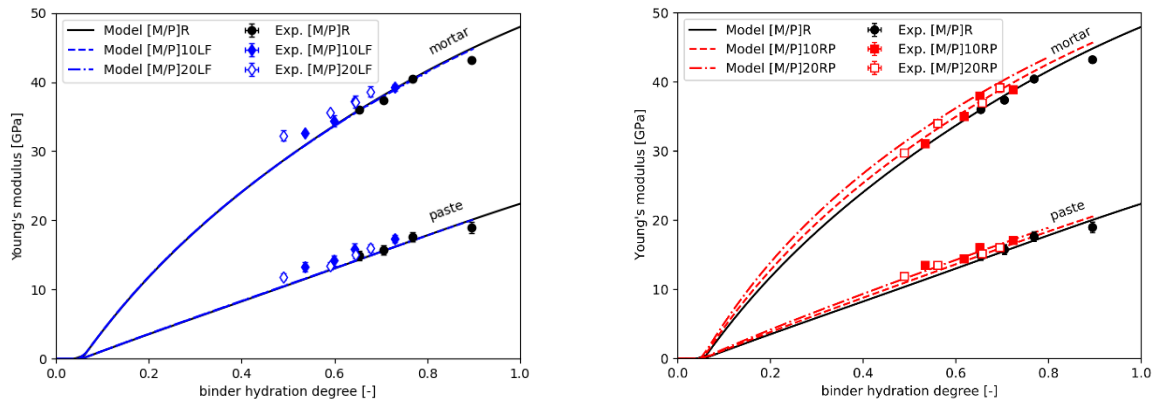 50
40
30
20
10
0
Young's modulus [GPa]
Model [M/P]R
Model [M/P]10LF
Model [M/P]20LF
Exp. [M/P]R
Exp. [M/P]10LF
Exp. [M/P]20LF
mortar
paste
0.0 0.2 0.4 0.6 0.8 1.0
binder hydration degree [-]
50
40
30
20
10
0
Young's modulus [GPa]
Model [M/P]R
Model [M/P]10RP
Model [M/P]20RP
Exp. [M/P]R
Exp. [M/P]10RP
Exp. [M/P]20RP
mortar
paste
0.0 0.2 0.4 0.6 0.8 1.0
binder hydration degree [-]